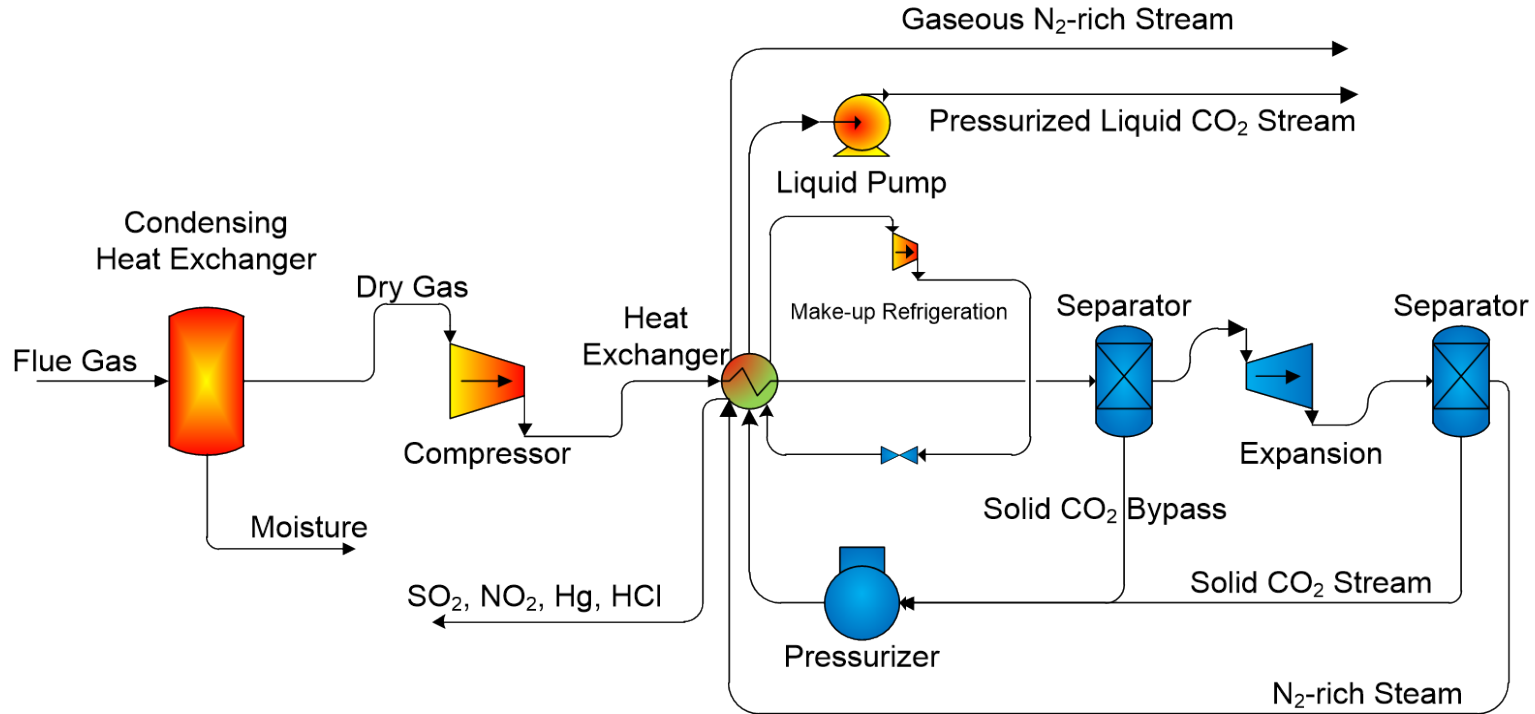 Gaseous N₂-rich Stream
Pressurized Liquid CO₂ Stream
Liquid Pump
Condensing
Heat Exchanger
Dry Gas
Make-up Refrigeration
Heat
Exchanger
Separator
Separator
Flue Gas
Compressor
Expansion
Moisture
Solid CO₂ Bypass
SO₂, NO₂, Hg, HCl
Solid CO₂ Stream
Pressurizer
N₂-rich Steam